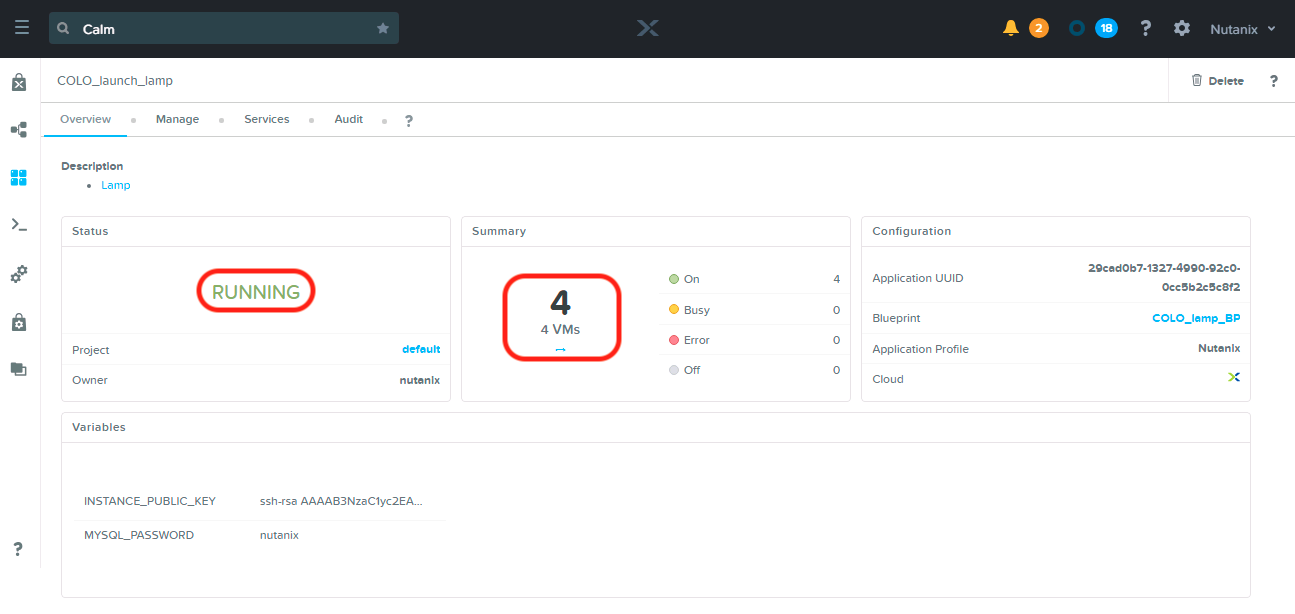 Calm
2
18
?
Nutanix
COLO_launch_lamp
Delete
?
Overview
Manage
Services
Audit
?
Description
Lamp
Status
RUNNING
Project default
Owner nutanix
Summary
4
4 VMs
On 4
Busy 0
Error 0
Off 0
Configuration
Application UUID 29cad0b7-1327-4990-92c0-
0cc5b2c5c8f2
Blueprint COLO_lamp_BP
Application Profile Nutanix
Cloud
Variables
INSTANCE_PUBLIC_KEY ssh-rsa AAAAB3NzaC1yc2EA...
MYSQL_PASSWORD nutanix
?